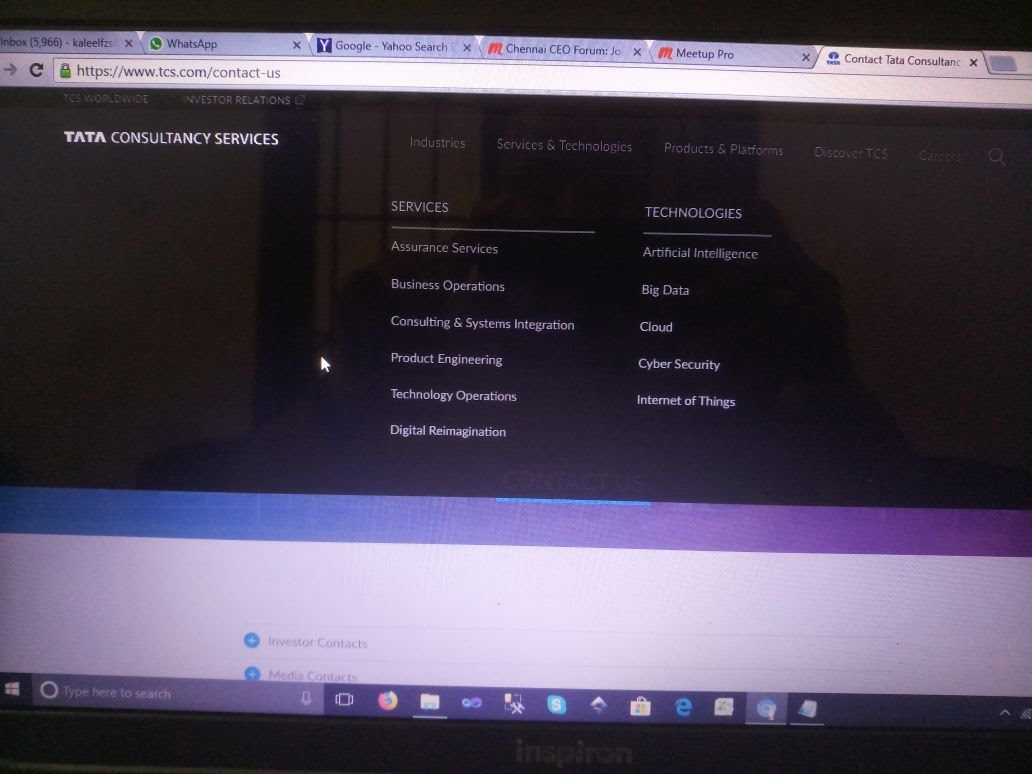 Inbox (5,966) - kaleelfzs
WhatsApp
Google - Yahoo Search
Chennai CEO Forum: Jo
Meetup Pro
Contact Tata Consultanc
https://www.tcs.com/contact-us
TCS WORLDWIDE
INVESTOR RELATIONS
TATA CONSULTANCY SERVICES
Industries
Services & Technologies
Products & Platforms
Discover TCS
Careers
SERVICES
Assurance Services
Business Operations
Consulting & Systems Integration
Product Engineering
Technology Operations
Digital Reimagination
TECHNOLOGIES
Artificial Intelligence
Big Data
Cloud
Cyber Security
Internet of Things
CONTACT US
Investor Contacts
Media Contacts
Type here to search
inspiron